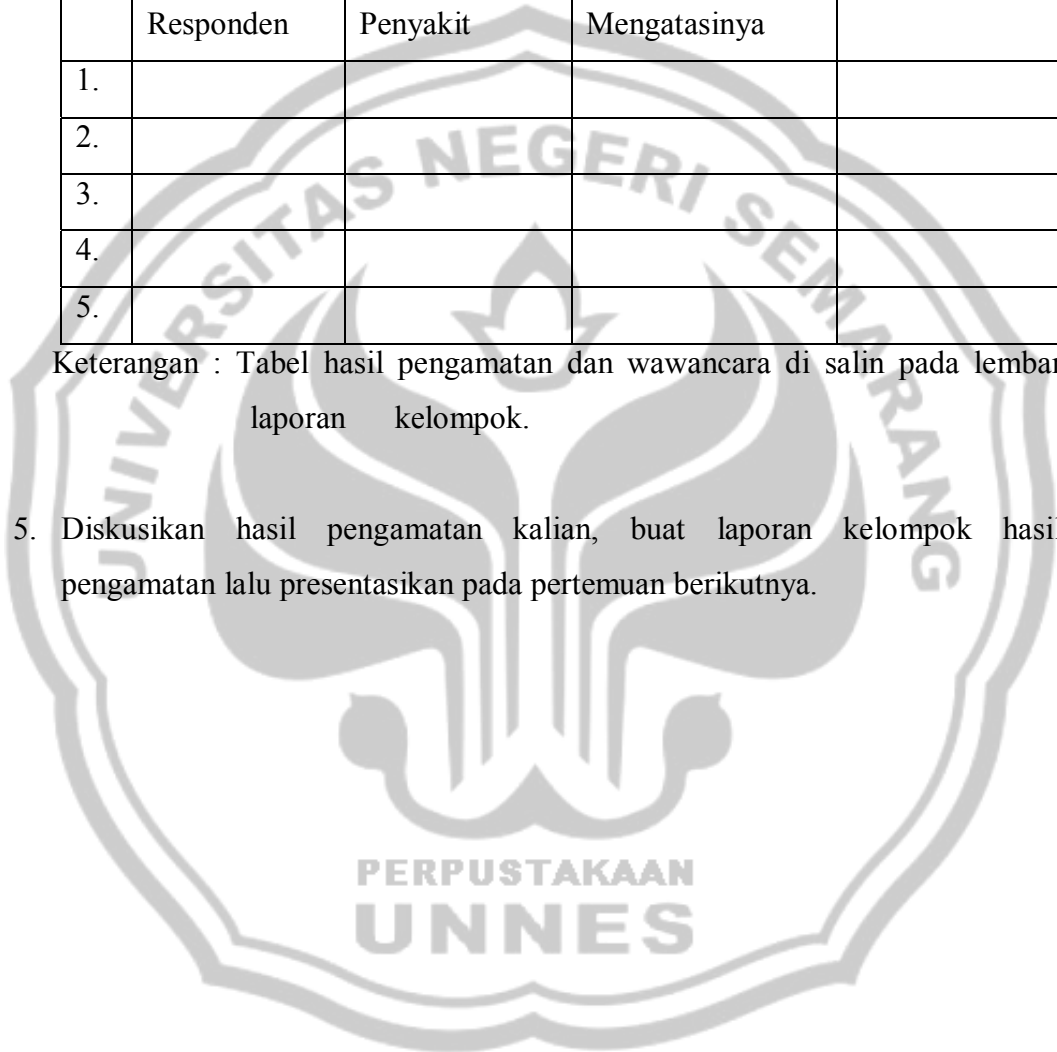 Responden Penyakit Mengatasinya
1.
2.
3.
4.
5.
Keterangan : Tabel hasil pengamatan dan wawancara di salin pada lembar
laporan kelompok.
5. Diskusikan hasil pengamatan kalian, buat laporan kelompok hasil
pengamatan lalu presentasikan pada pertemuan berikutnya.
UNIVERSITAS NEGERI SEMARANG
PERPUSTAKAAN
UNNES